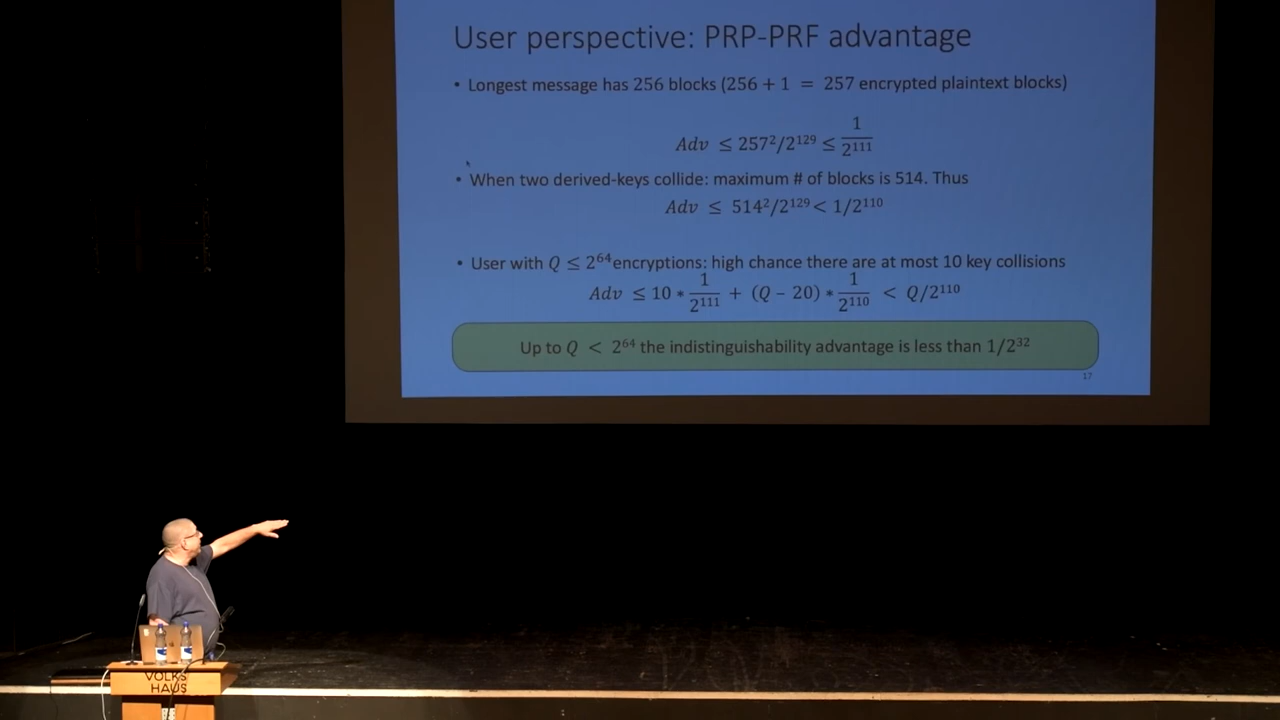 User perspective: PRP-PRF advantage
• Longest message has 256 blocks (256 + 1 = 257 encrypted plaintext blocks)
Adv ≤ 257²/2¹²⁹ ≤ 1/2¹¹¹
• When two derived-keys collide: maximum # of blocks is 514. Thus
Adv ≤ 514²/2¹²⁹ < 1/2¹¹⁰
• User with Q ≤ 2⁶⁴ encryptions: high chance there are at most 10 key collisions
Adv ≤ 10 * 1/2¹¹¹ + (Q − 20) * 1/2¹¹⁰ < Q/2¹¹⁰
Up to Q < 2⁶⁴ the indistinguishability advantage is less than 1/2³²
17
VOLKS
HAUS